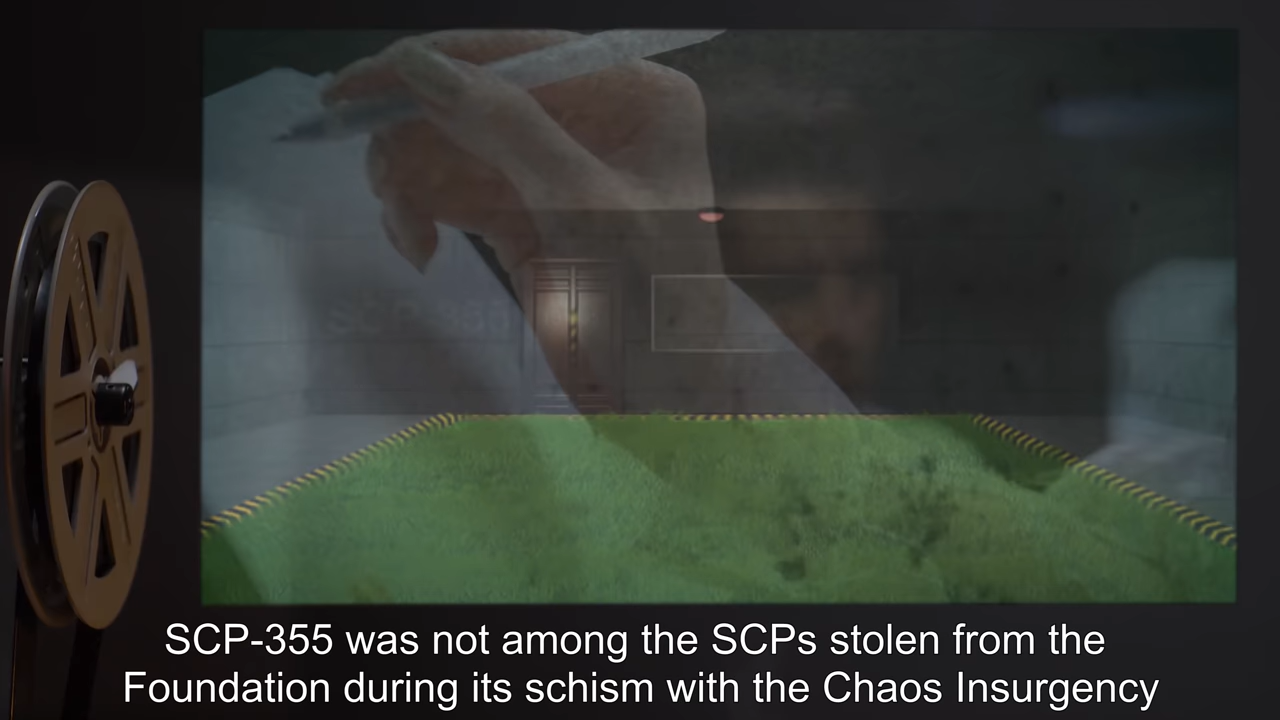 SCP-355 was not among the SCPs stolen from the
Foundation during its schism with the Chaos Insurgency